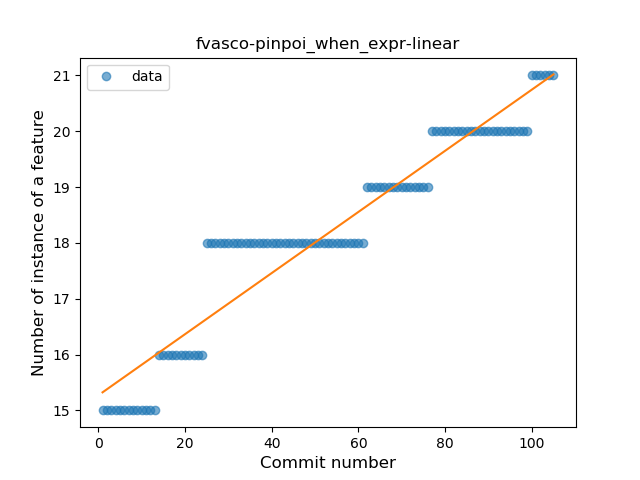 fvasco-pinpoi_when_expr-linear
data
Number of instance of a feature
21
20
19
18
17
16
15
0 20 40 60 80 100
Commit number